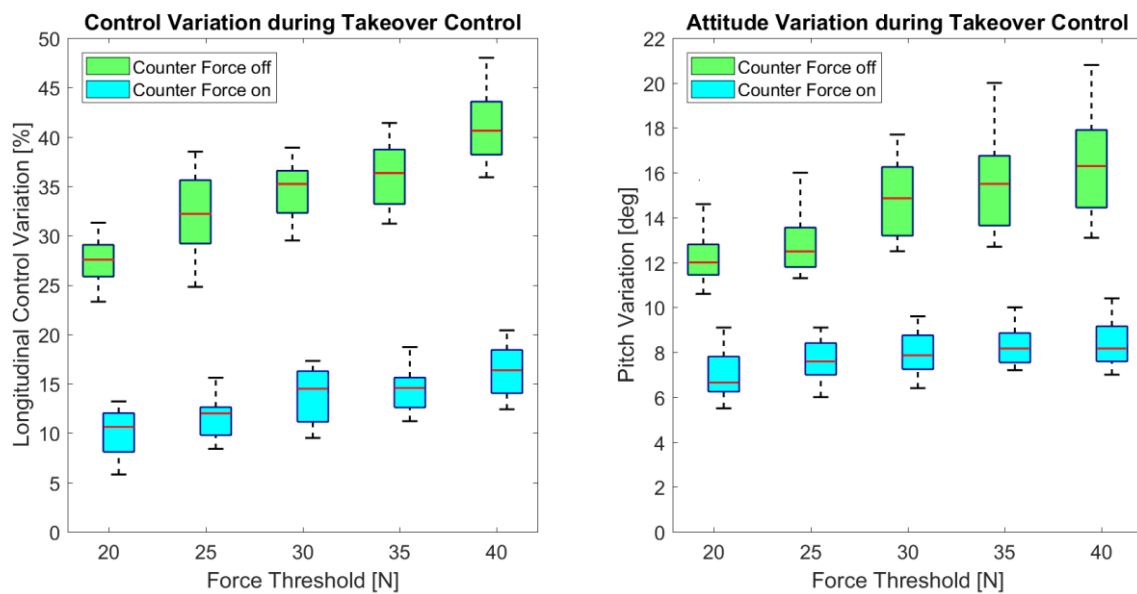 Control Variation during Takeover Control
50
45
40
35
30
25
20
15
10
5
0
Longitudinal Control Variation [%]
Counter Force off
Counter Force on
20 25 30 35 40
Force Threshold [N]
Attitude Variation during Takeover Control
22
20
18
16
14
12
10
8
6
4
2
0
Pitch Variation [deg]
Counter Force off
Counter Force on
20 25 30 35 40
Force Threshold [N]